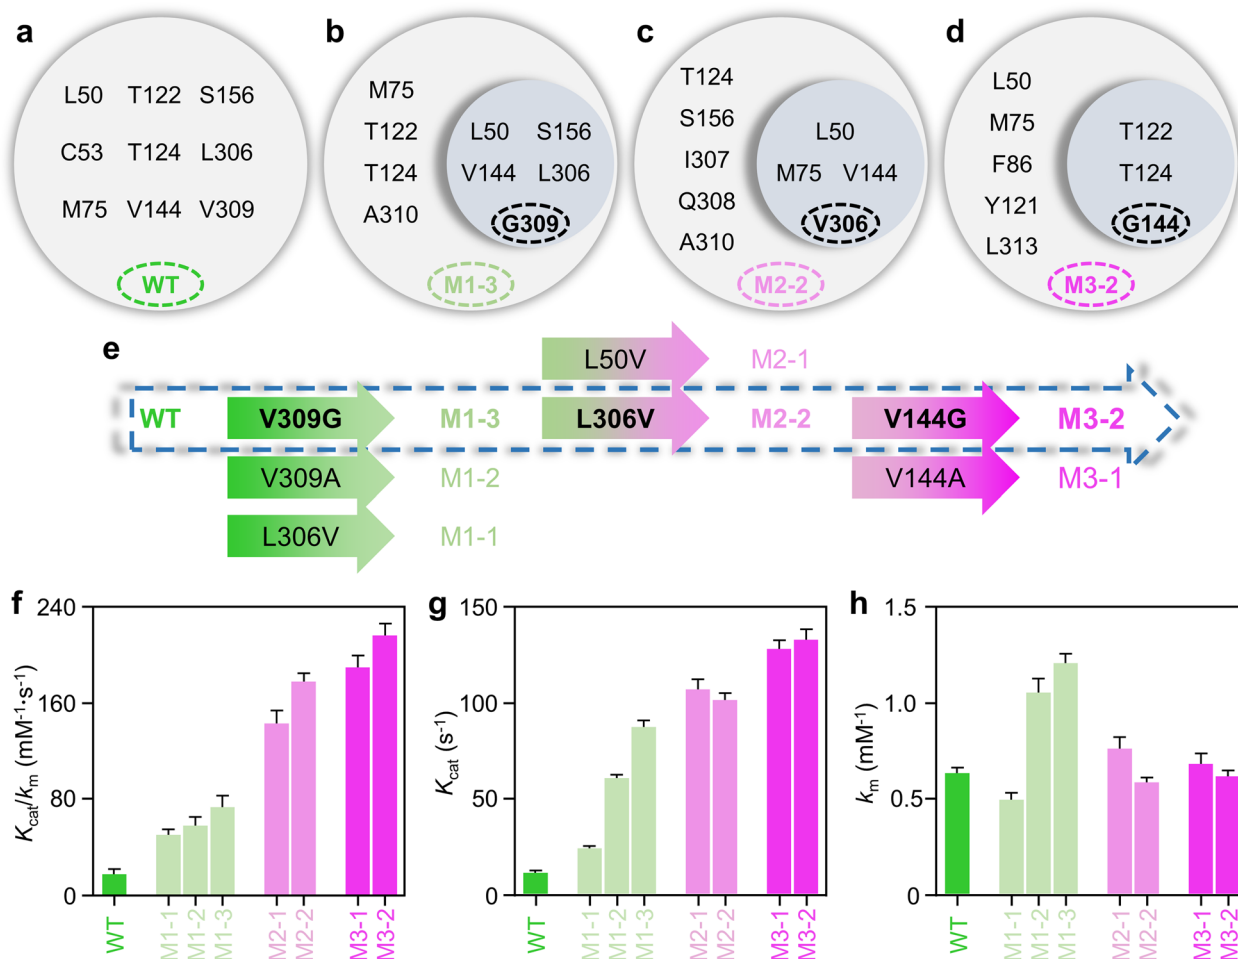 a
L50 T122 S156
C53 T124 L306
M75 V144 V309
WT
b
M75
T122
T124
A310
L50 S156
V144 L306
G309
M1-3
c
T124
S156
I307
Q308
A310
L50
M75 V144
V306
M2-2
d
L50
M75
F86
Y121
L313
T122
T124
G144
M3-2
e
L50V M2-1
WT V309G M1-3 L306V M2-2 V144G M3-2
V309A M1-2 V144A M3-1
L306V M1-1
f
240
160
80
0
Kcat/km (mM⁻¹·s⁻¹)
WT
M1-1
M1-2
M1-3
M2-1
M2-2
M3-1
M3-2
g
150
100
50
0
Kcat (s⁻¹)
WT
M1-1
M1-2
M1-3
M2-1
M2-2
M3-1
M3-2
h
1.5
1.0
0.5
0
km (mM⁻¹)
WT
M1-1
M1-2
M1-3
M2-1
M2-2
M3-1
M3-2